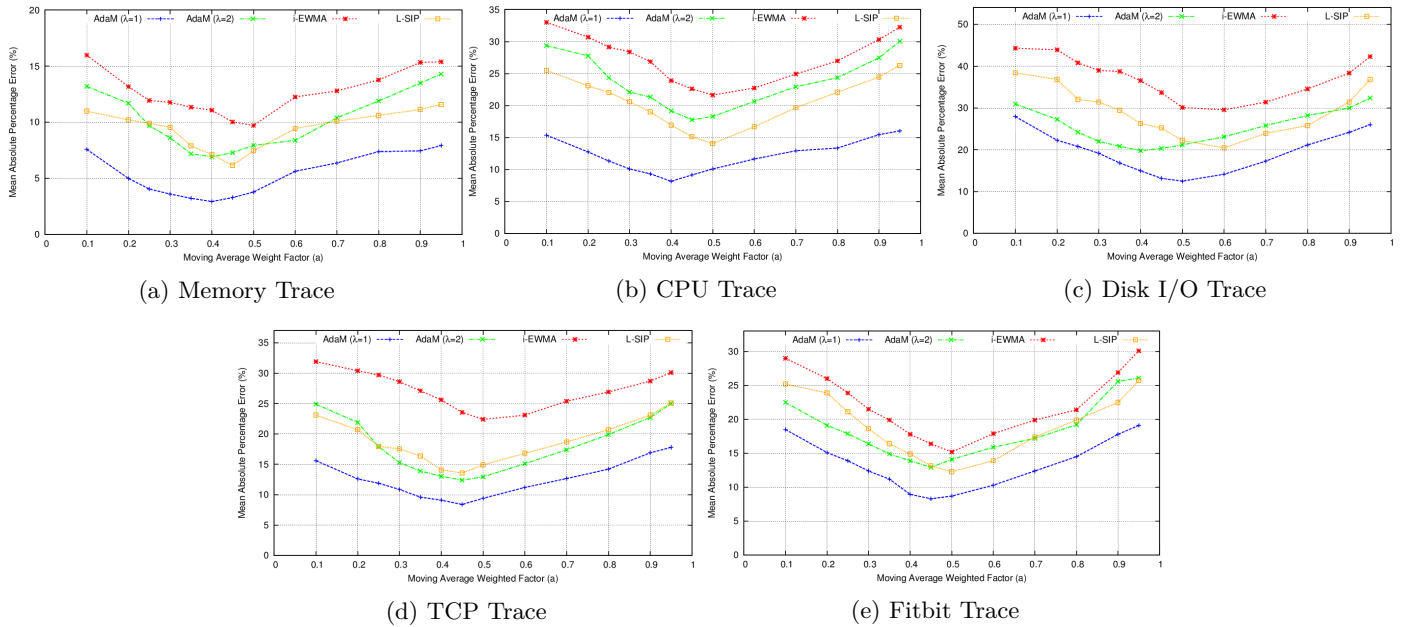 AdaM (λ=1) AdaM (λ=2) i-EWMA L-SIP
Mean Absolute Percentage Error (%)
20
15
10
5
0
0.1 0.2 0.3 0.4 0.5 0.6 0.7 0.8 0.9 1
Moving Average Weight Factor (a)
(a) Memory Trace
AdaM (λ=1) AdaM (λ=2) i-EWMA L-SIP
Mean Absolute Percentage Error (%)
35
30
25
20
15
10
5
0
0.1 0.2 0.3 0.4 0.5 0.6 0.7 0.8 0.9 1
Moving Average Weight Factor (a)
(b) CPU Trace
AdaM (λ=1) AdaM (λ=2) i-EWMA L-SIP
Mean Absolute Percentage Error (%)
50
40
30
20
10
0
0.1 0.2 0.3 0.4 0.5 0.6 0.7 0.8 0.9 1
Moving Average Weighted Factor (a)
(c) Disk I/O Trace
AdaM (λ=1) AdaM (λ=2) i-EWMA L-SIP
Mean Absolute Percentage Error (%)
35
30
25
20
15
10
5
0
0.1 0.2 0.3 0.4 0.5 0.6 0.7 0.8 0.9 1
Moving Average Weighted Factor (a)
(d) TCP Trace
AdaM (λ=1) AdaM (λ=2) i-EWMA L-SIP
Mean Absolute Percentage Error (%)
30
25
20
15
10
5
0
0.1 0.2 0.3 0.4 0.5 0.6 0.7 0.8 0.9 1
Moving Average Weighted Factor (a)
(e) Fitbit Trace